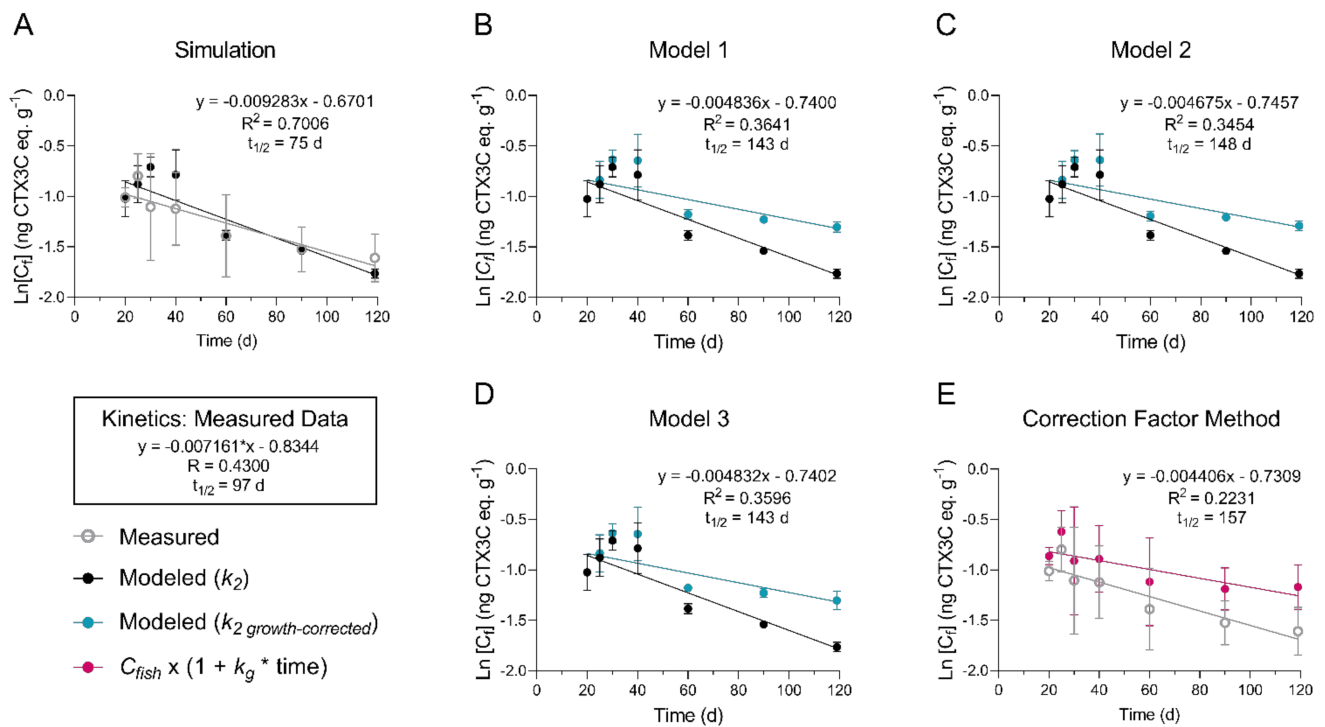 A
Simulation
y = -0.009283x - 0.6701
R² = 0.7006
t1/2 = 75 d
Ln[Cf] (ng CTX3C eq. g-1)
0.0
-0.5
-1.0
-1.5
-2.0
0 20 40 60 80 100 120
Time (d)
B
Model 1
y = -0.004836x - 0.7400
R² = 0.3641
t1/2 = 143 d
Ln [Cf] (ng CTX3C eq. g-1)
0.0
-0.5
-1.0
-1.5
-2.0
0 20 40 60 80 100 120
Time (d)
C
Model 2
y = -0.004675x - 0.7457
R² = 0.3454
t1/2 = 148 d
Ln [Cf] (ng CTX3C eq. g-1)
0.0
-0.5
-1.0
-1.5
-2.0
0 20 40 60 80 100 120
Time (d)
Kinetics: Measured Data
y = -0.007161*x - 0.8344
R = 0.4300
t1/2 = 97 d
Measured
Modeled (k2)
Modeled (k2 growth-corrected)
Cfish x (1 + kg * time)
D
Model 3
y = -0.004832x - 0.7402
R² = 0.3596
t1/2 = 143 d
Ln [Cf] (ng CTX3C eq. g-1)
0.0
-0.5
-1.0
-1.5
-2.0
0 20 40 60 80 100 120
Time (d)
E
Correction Factor Method
y = -0.004406x - 0.7309
R² = 0.2231
t1/2 = 157
Ln [Cf] (ng CTX3C eq. g-1)
0.0
-0.5
-1.0
-1.5
-2.0
0 20 40 60 80 100 120
Time (d)